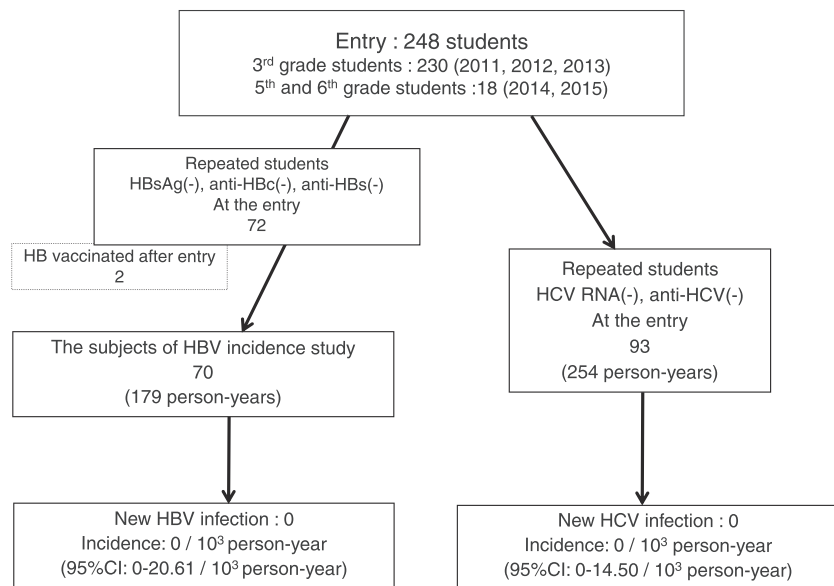 Entry : 248 students
3rd grade students : 230 (2011, 2012, 2013)
5th and 6th grade students :18 (2014, 2015)
Repeated students
HBsAg(-), anti-HBc(-), anti-HBs(-)
At the entry
72
HB vaccinated after entry
2
The subjects of HBV incidence study
70
(179 person-years)
New HBV infection : 0
Incidence: 0 / 10³ person-year
(95%CI: 0-20.61 / 10³ person-year)
Repeated students
HCV RNA(-), anti-HCV(-)
At the entry
93
(254 person-years)
New HCV infection : 0
Incidence: 0 / 10³ person-year
(95%CI: 0-14.50 / 10³ person-year)